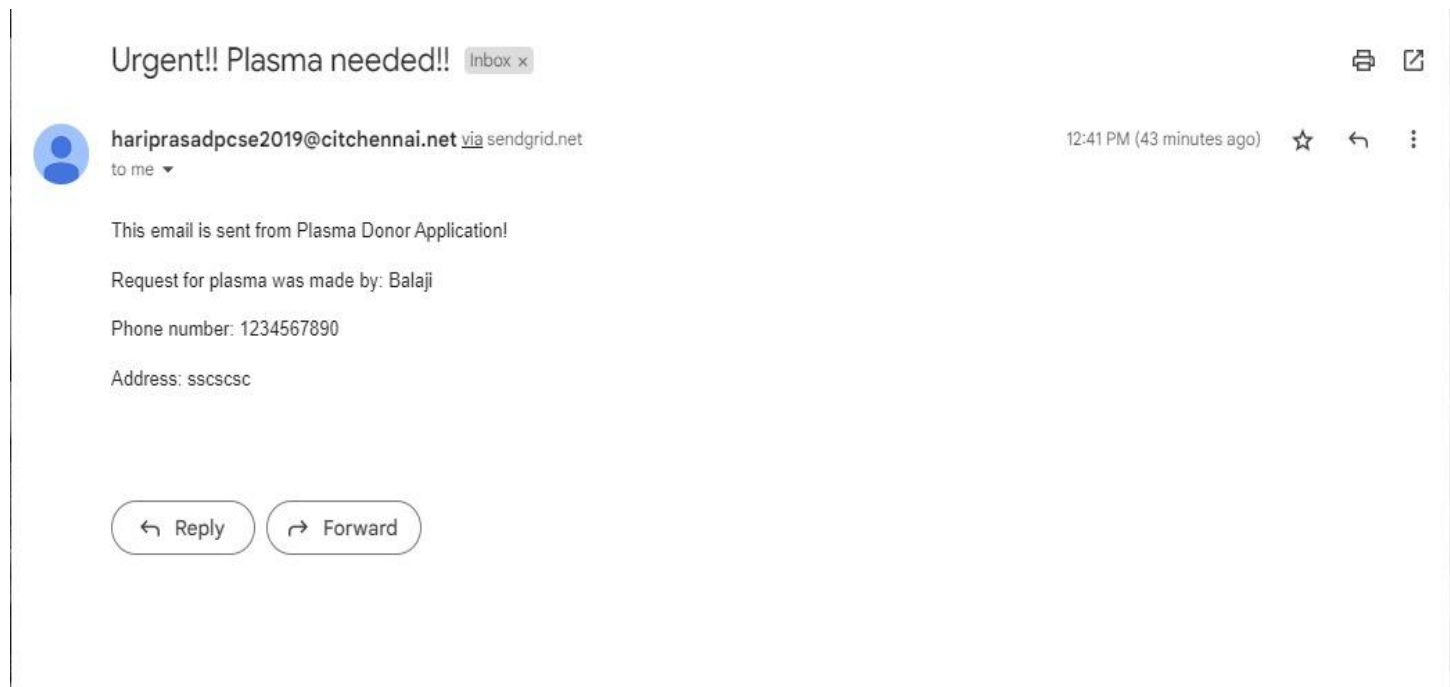 Urgent!! Plasma needed!! Inbox x
hariprasadpcse2019@citchennai.net via sendgrid.net 12:41 PM (43 minutes ago)
to me
This email is sent from Plasma Donor Application!
Request for plasma was made by: Balaji
Phone number: 1234567890
Address: sscscsc
Reply Forward